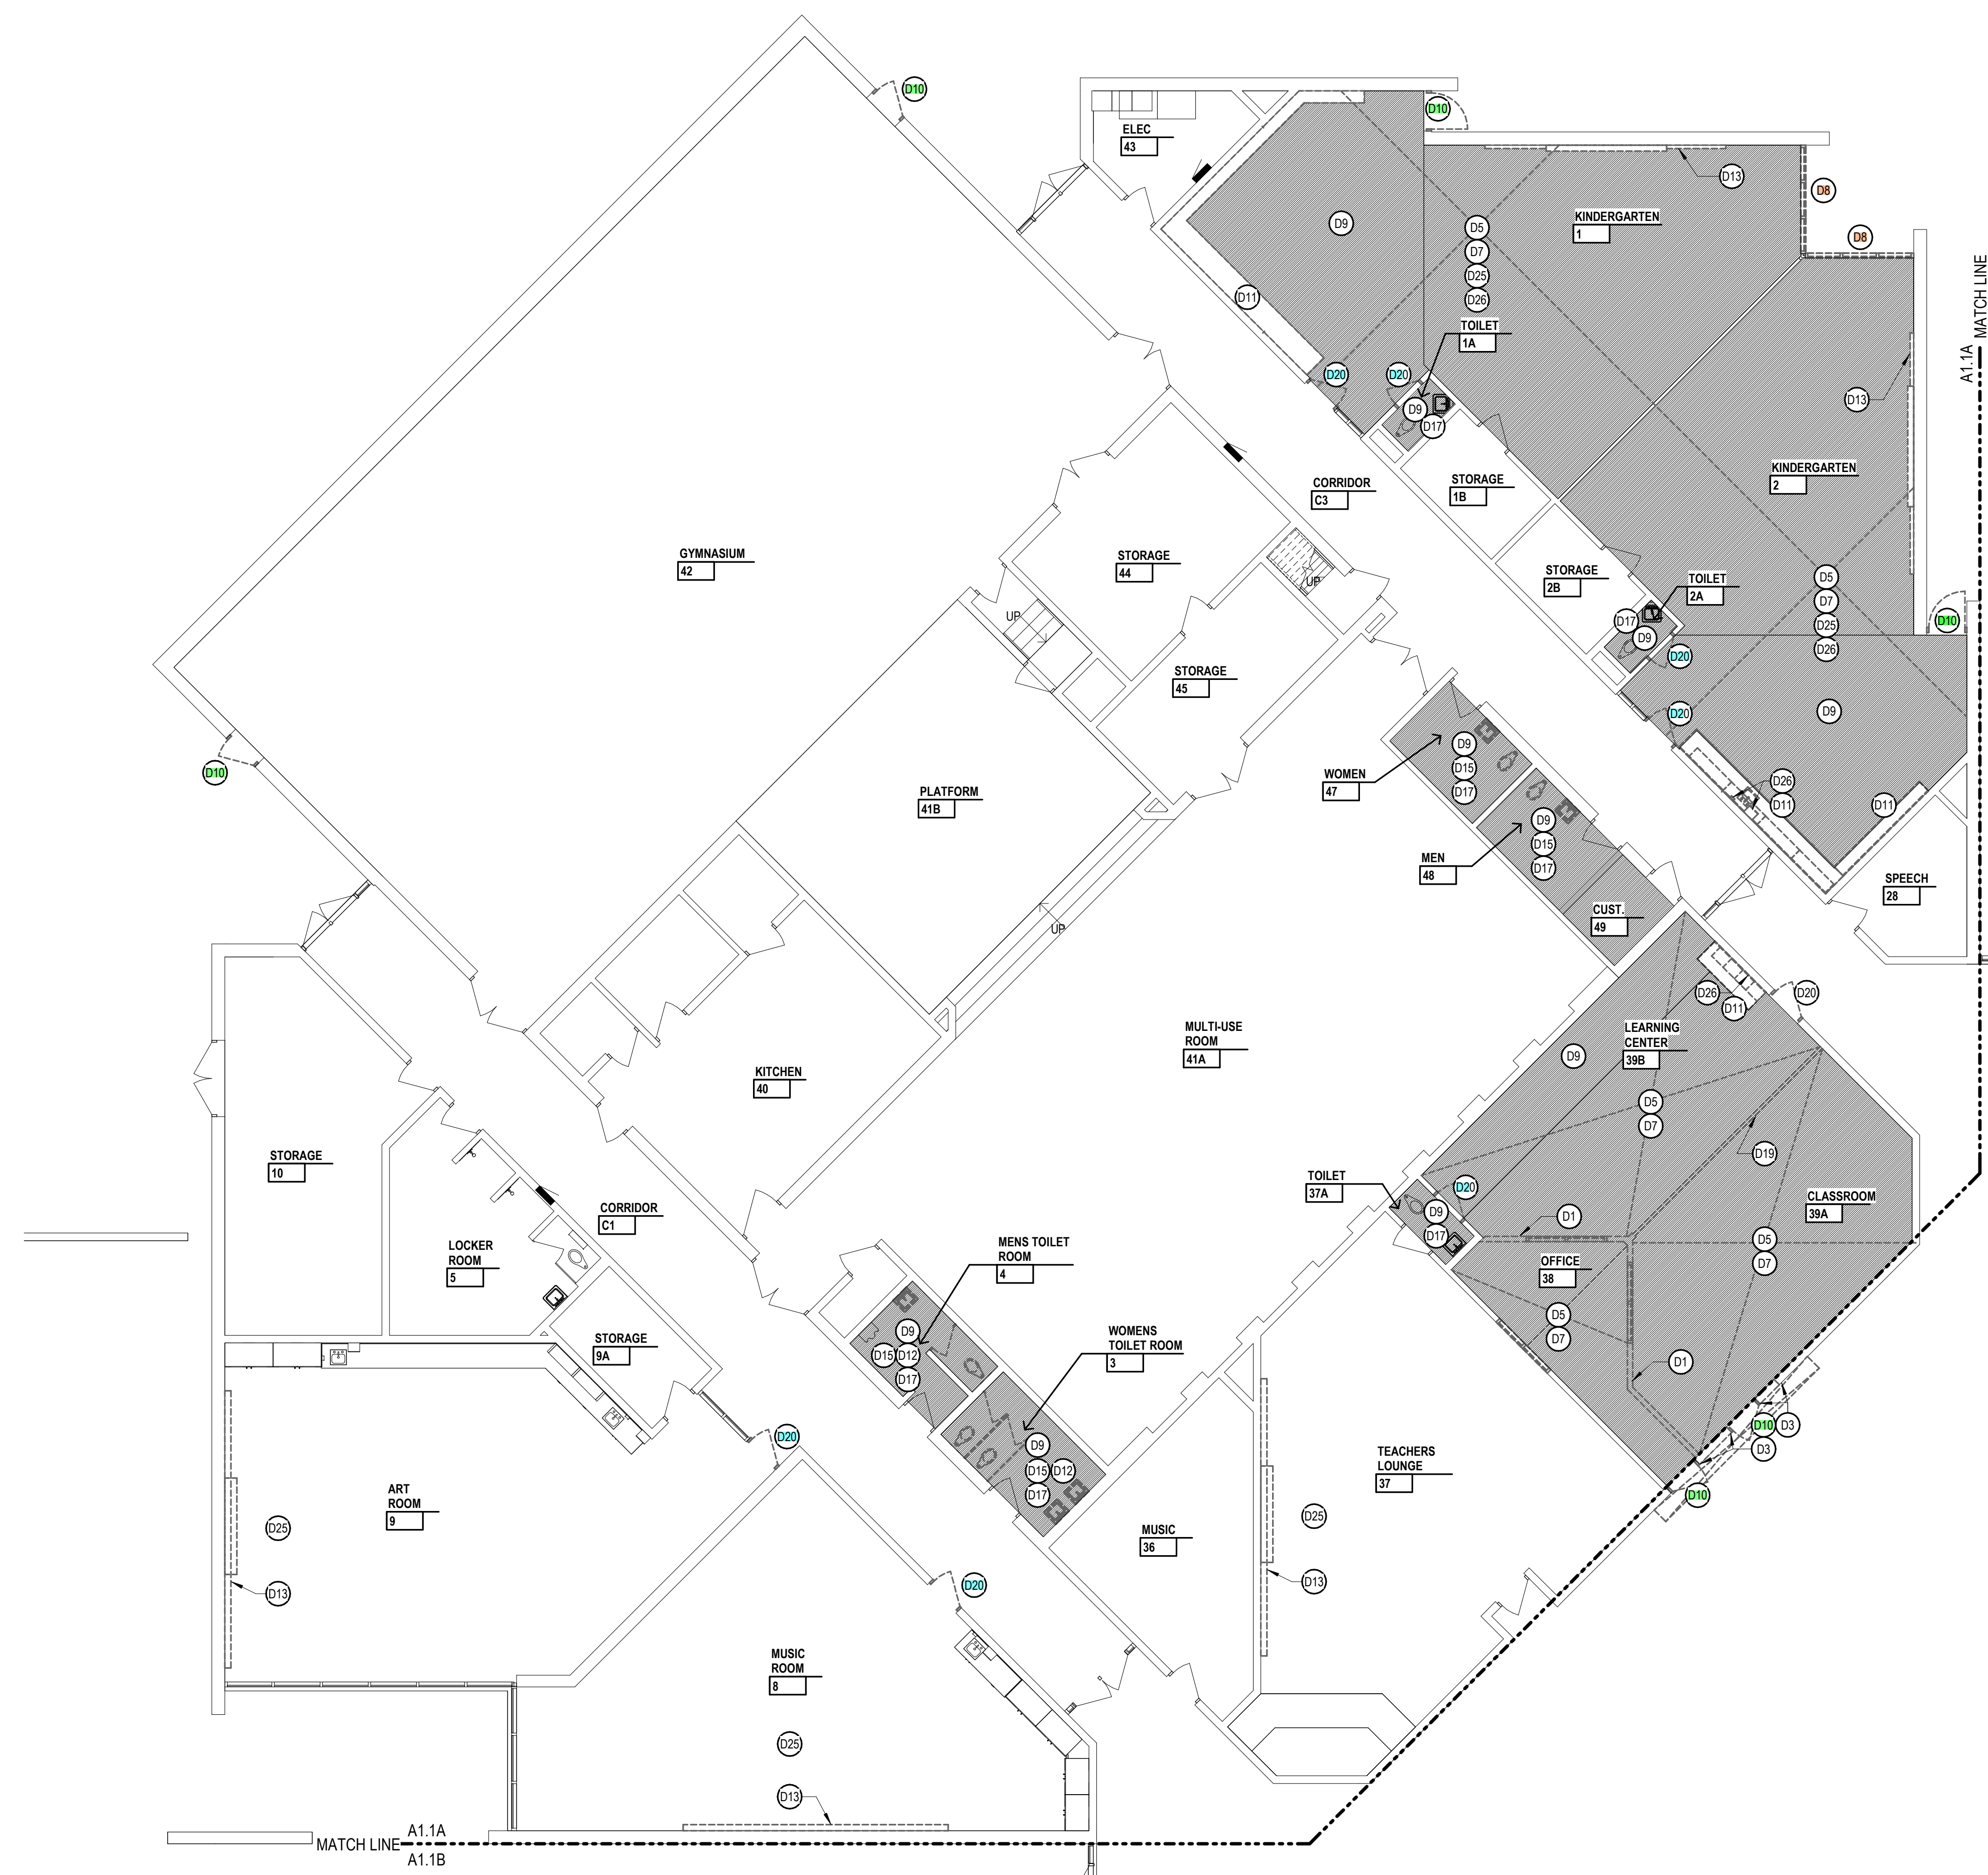 D10
D10
ELEC
43
D13
D8
KINDERGARTEN
1
D9
D5
D7
D25
D26
D8
D11
TOILET
1A
MATCH LINE
A1.1A
D20
D20
D9
D17
D13
CORRIDOR
C3
STORAGE
1B
KINDERGARTEN
2
GYMNASIUM
42
STORAGE
44
UP
STORAGE
2B
TOILET
2A
D5
D7
D25
D26
UP
D17
D9
D10
D20
STORAGE
45
D20
D9
D10
WOMEN
47
D9
D15
D17
PLATFORM
41B
D26
D11
D11
MEN
48
D9
D15
D17
SPEECH
28
CUST.
49
UP
D26
D11
D20
MULTI-USE
ROOM
41A
LEARNING
CENTER
39B
D9
KITCHEN
40
D5
D7
STORAGE
10
D19
TOILET
37A
D20
D9
D17
CLASSROOM
39A
CORRIDOR
C1
D1
LOCKER
ROOM
5
MENS TOILET
ROOM
4
D5
D7
OFFICE
38
D5
D7
STORAGE
9A
D9
D15
D12
D17
WOMENS
TOILET ROOM
3
D1
D20
D9
D15
D12
D17
D10
D3
D3
TEACHERS
LOUNGE
37
D10
ART
ROOM
9
D25
D25
MUSIC
36
D13
D20
D13
MUSIC
ROOM
8
D25
D13
MATCH LINE
A1.1A
A1.1B